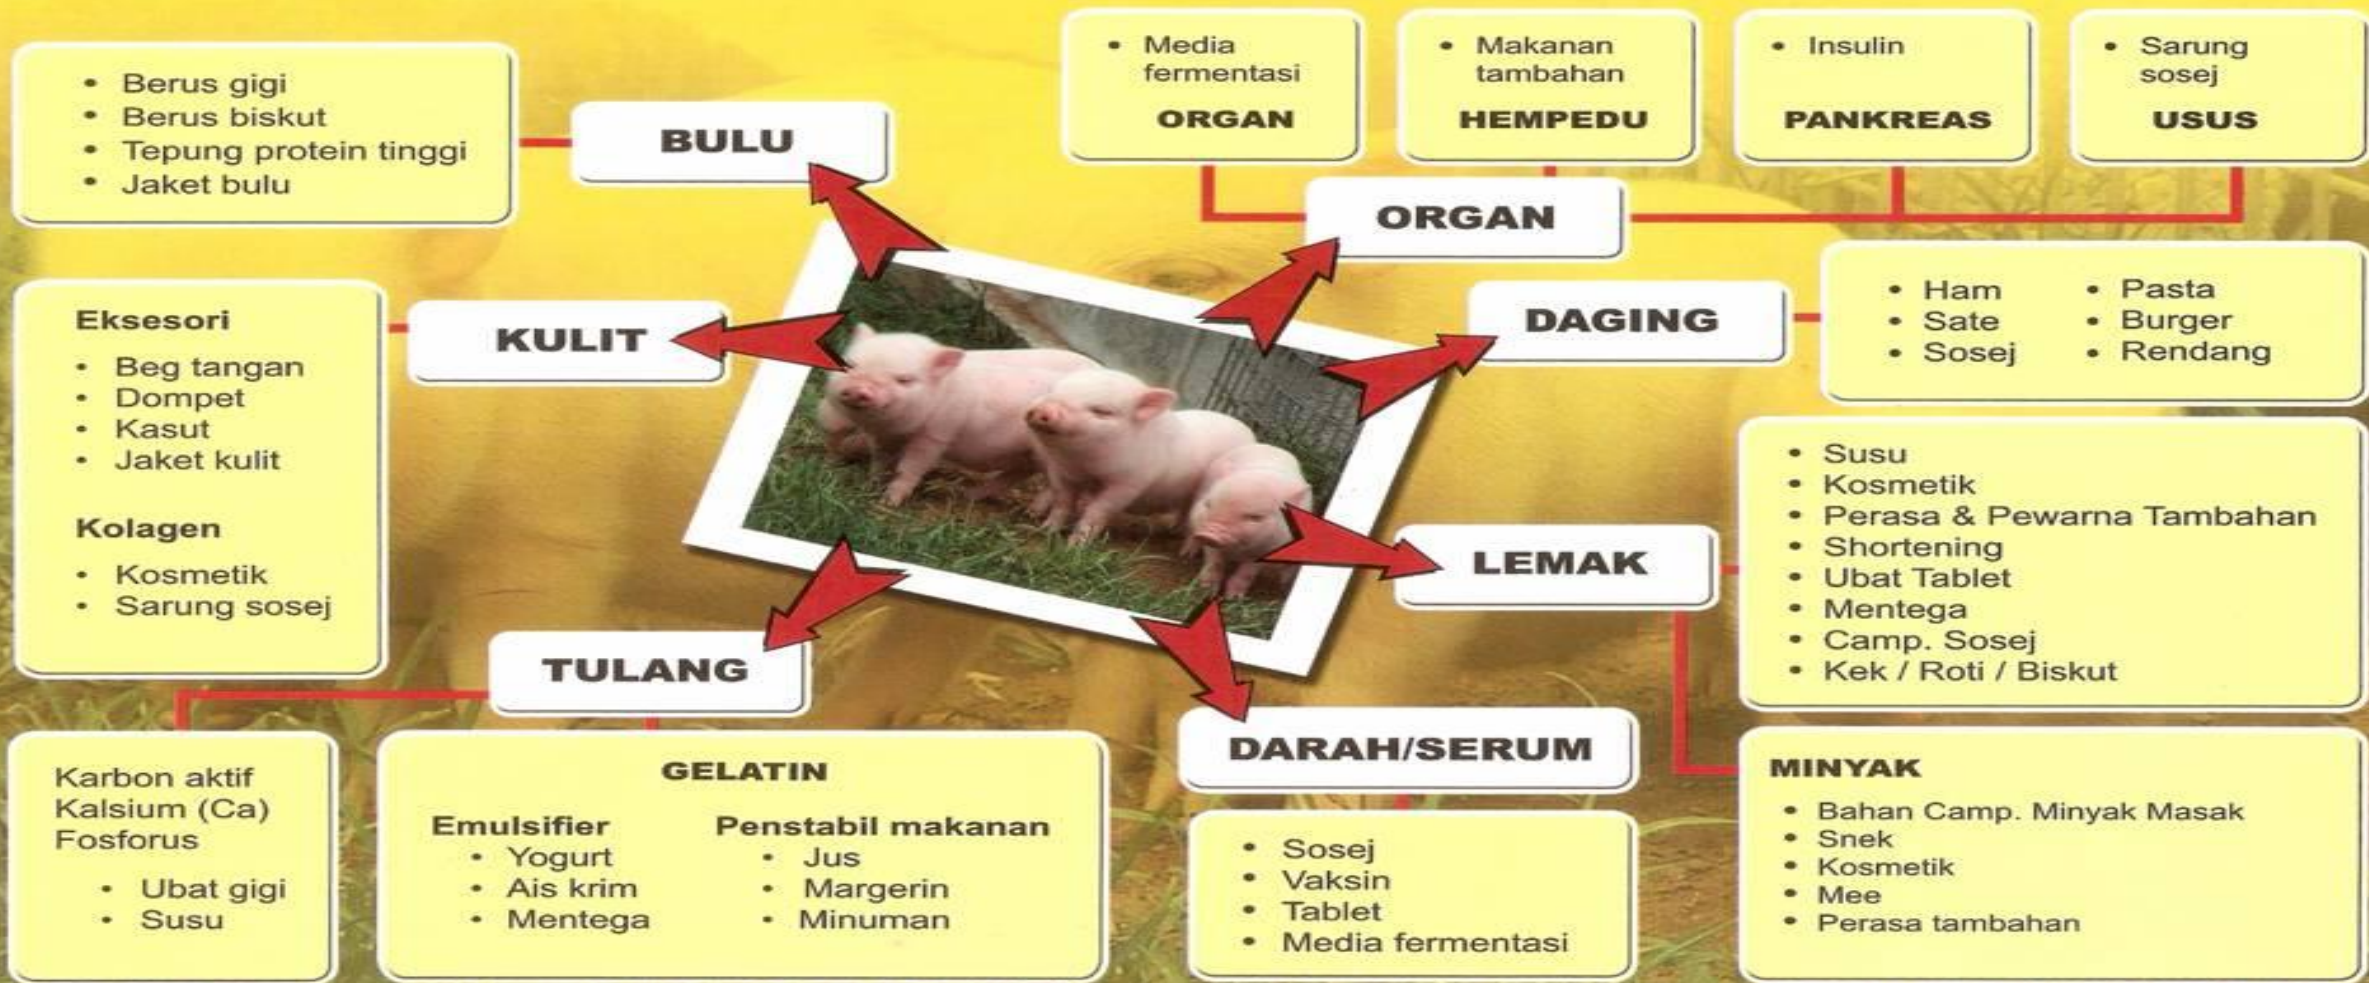 • Berus gigi
• Berus biskut
• Tepung protein tinggi
• Jaket bulu
BULU
• Media
fermentasi
ORGAN
• Makanan
tambahan
HEMPEDU
• Insulin
PANKREAS
• Sarung
sosej
USUS
ORGAN
Eksesori
• Beg tangan
• Dompet
• Kasut
• Jaket kulit
Kolagen
• Kosmetik
• Sarung sosej
KULIT
DAGING
• Ham
• Sate
• Sosej
• Pasta
• Burger
• Rendang
LEMAK
• Susu
• Kosmetik
• Perasa & Pewarna Tambahan
• Shortening
• Ubat Tablet
• Mentega
• Camp. Sosej
• Kek / Roti / Biskut
MINYAK
• Bahan Camp. Minyak Masak
• Snek
• Kosmetik
• Mee
• Perasa tambahan
TULANG
Karbon aktif
Kalsium (Ca)
Fosforus
• Ubat gigi
• Susu
GELATIN
Emulsifier
• Yogurt
• Ais krim
• Mentega
Penstabil makanan
• Jus
• Margerin
• Minuman
DARAH/SERUM
• Sosej
• Vaksin
• Tablet
• Media fermentasi